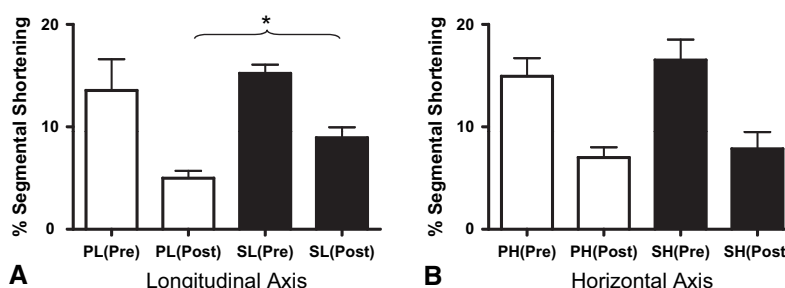 % Segmental Shortening
20
10
0
*
PL(Pre) PL(Post) SL(Pre) SL(Post)
A Longitudinal Axis
% Segmental Shortening
20
10
0
PH(Pre) PH(Post) SH(Pre) SH(Post
B Horizontal Axis